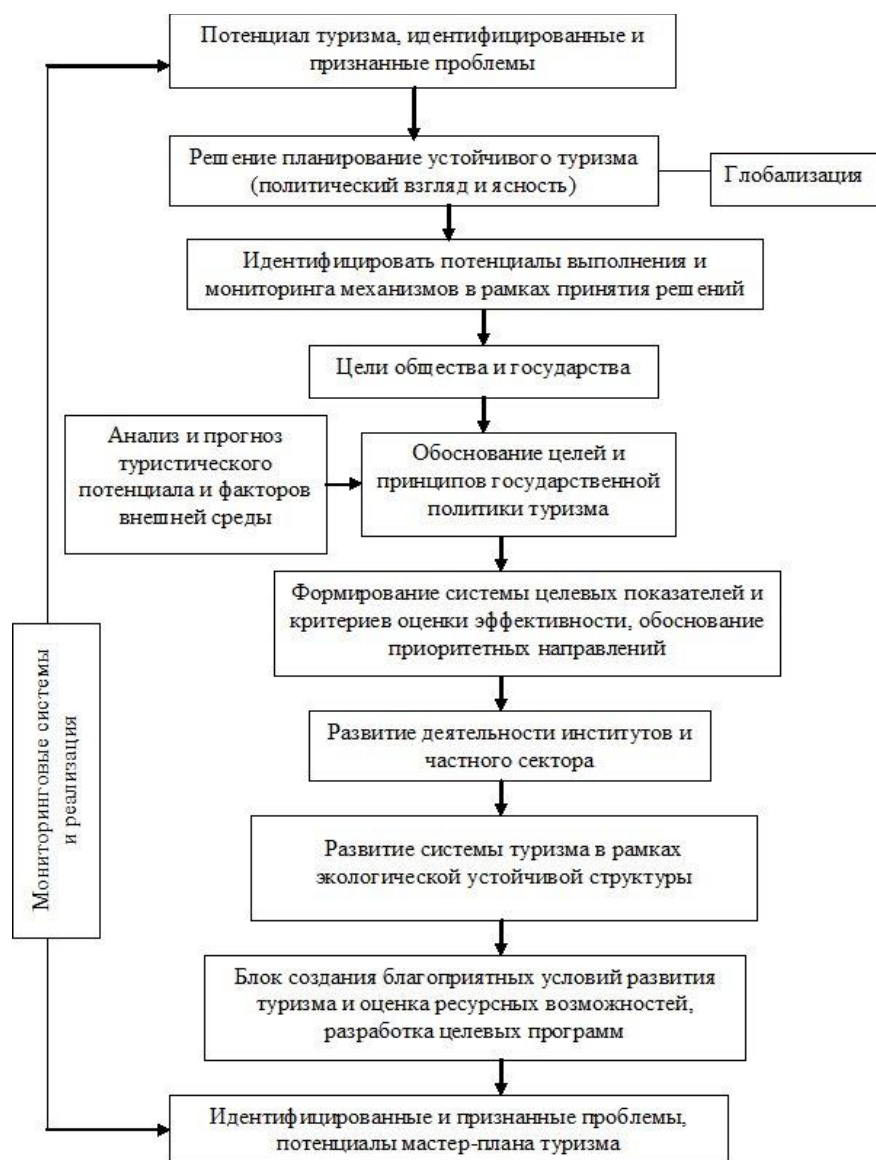 Потенциал туризма, идентифицированные и
признанные проблемы
Решение планирование устойчивого туризма
(политический взгляд и ясность)
Глобализация
Идентифицировать потенциалы выполнения и
мониторинга механизмов в рамках принятия решений
Цели общества и государства
Анализ и прогноз
туристического
потенциала и факторов
внешней среды
Обоснование целей и
принципов государственной
политики туризма
Формирование системы целевых показателей и
критериев оценки эффективности, обоснование
приоритетных направлений
Мониторинговые системы
и реализация
Развитие деятельности институтов и
частного сектора
Развитие системы туризма в рамках
экологической устойчивой структуры
Блок создания благоприятных условий развития
туризма и оценка ресурсных возможностей,
разработка целевых программ
Идентифицированные и признанные проблемы,
потенциалы мастер-плана туризма